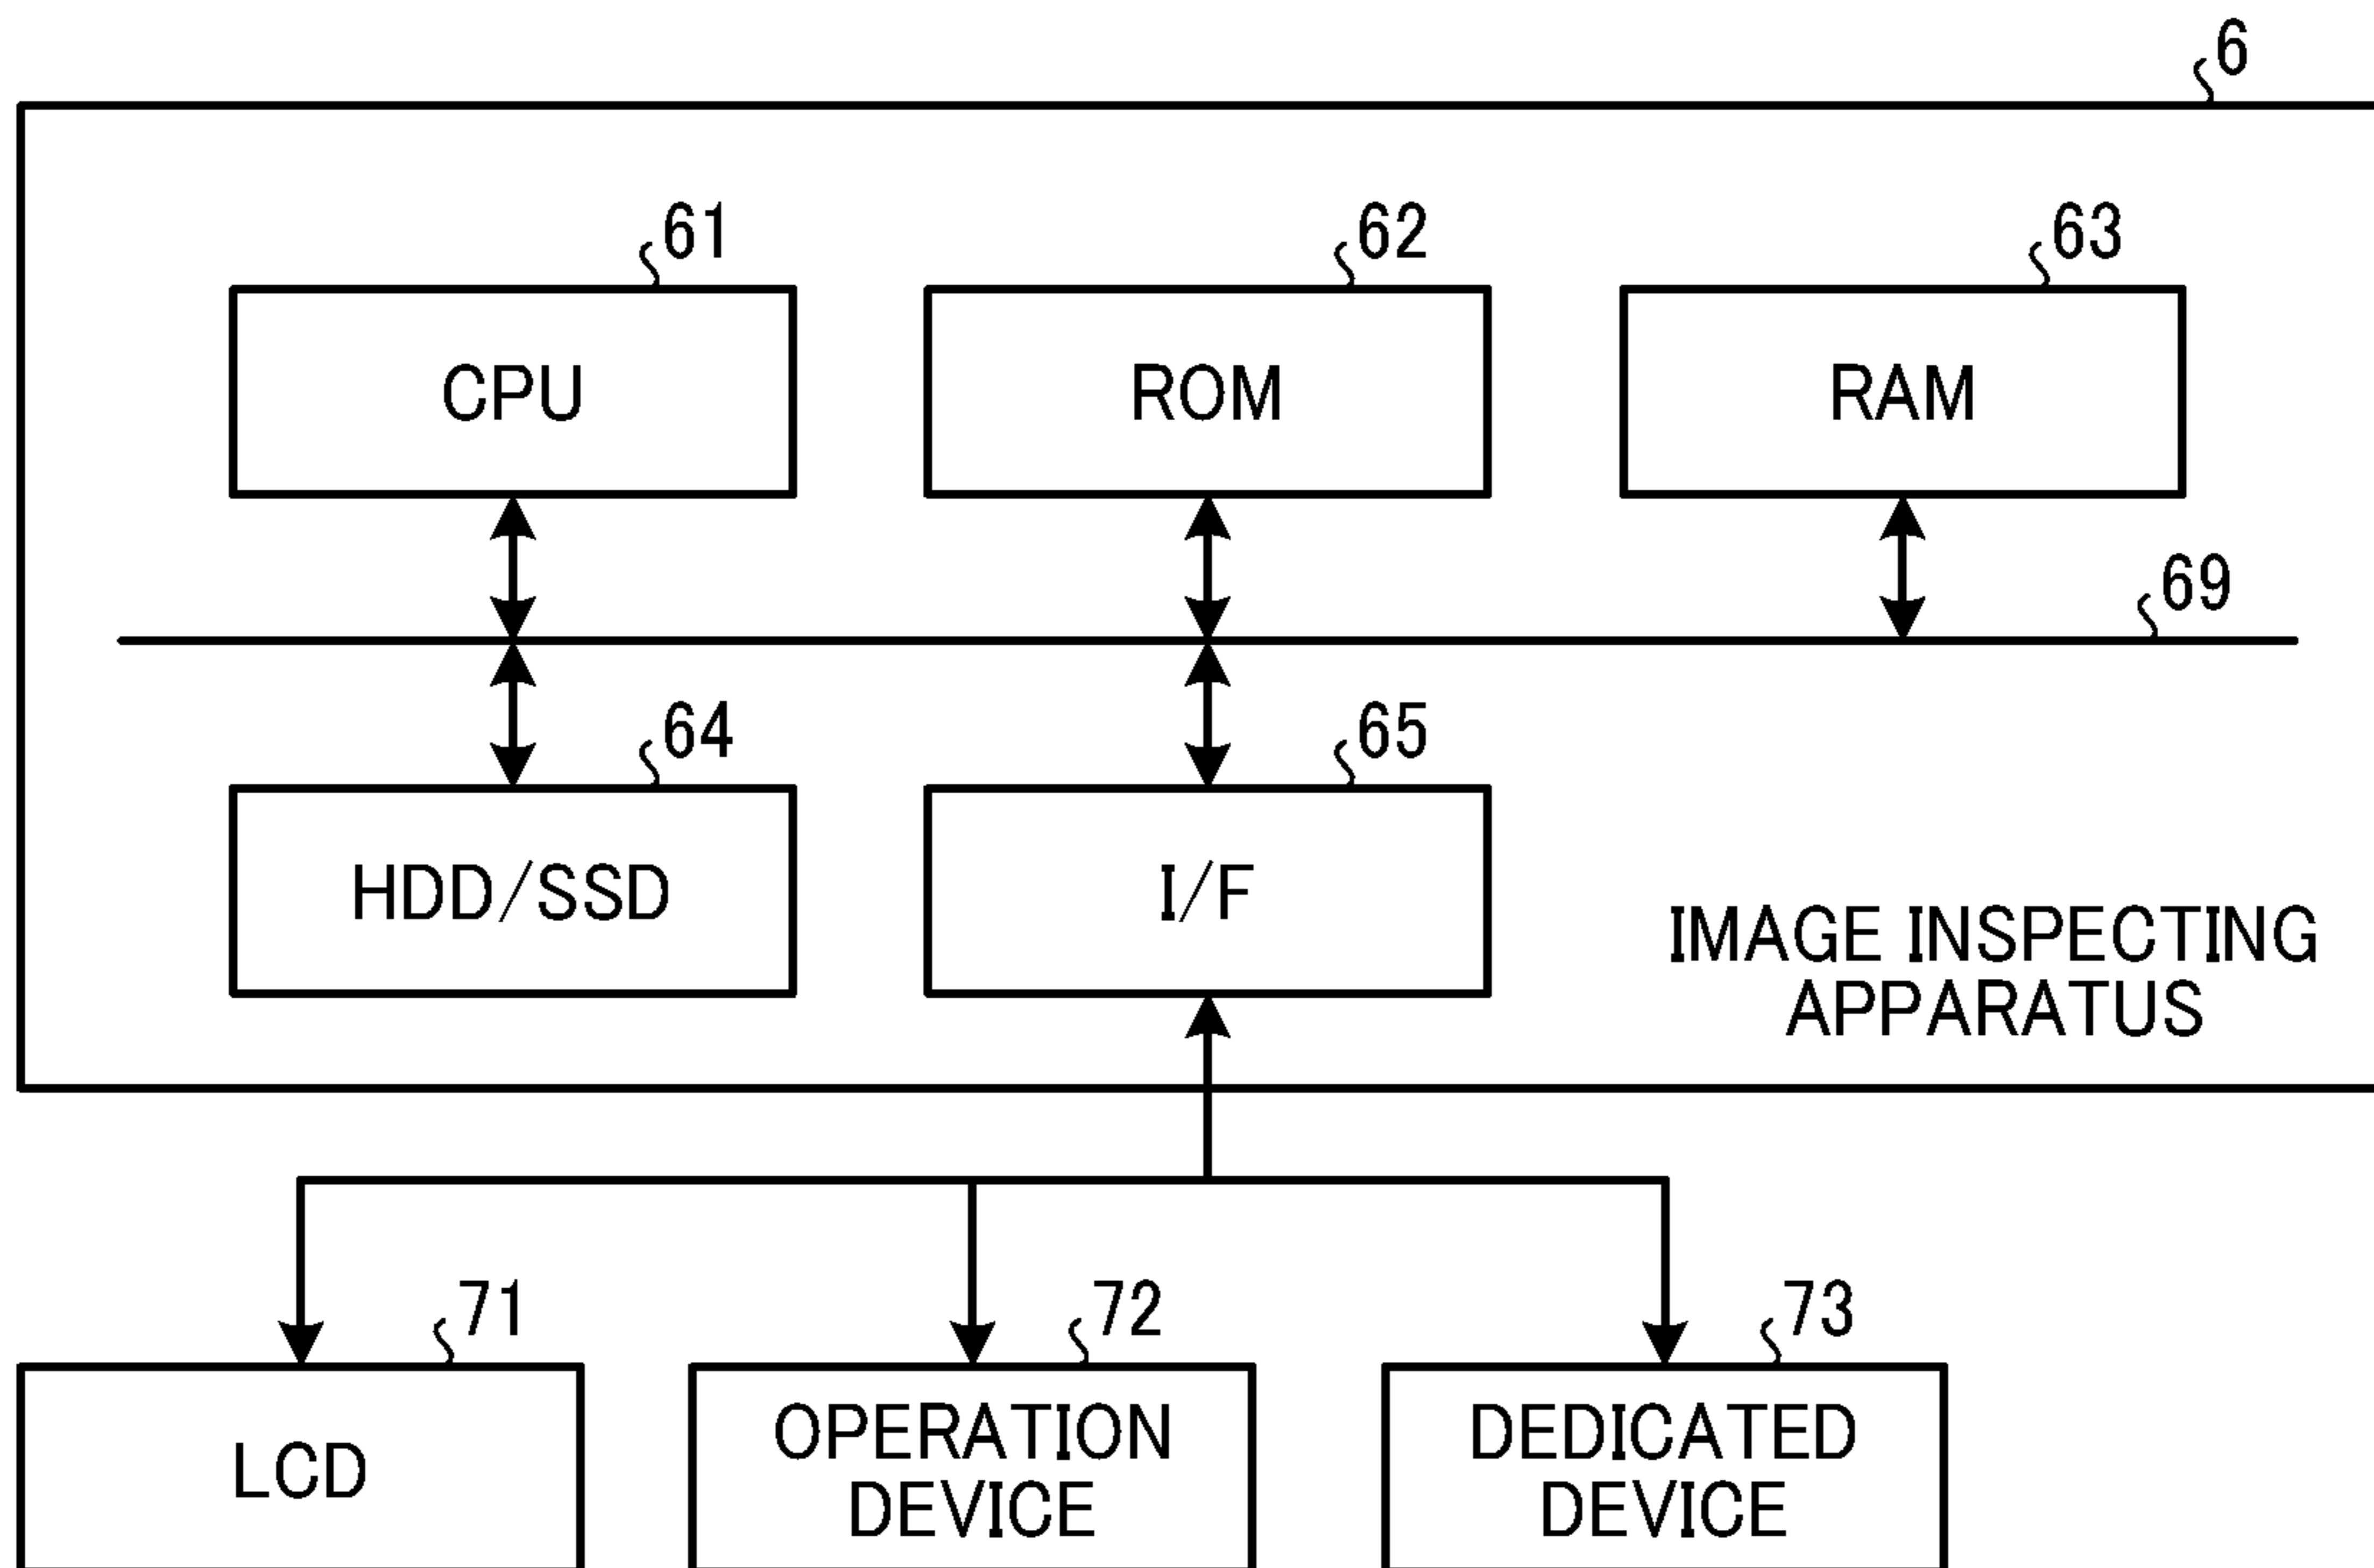 6
61
62
63
CPU
ROM
RAM
69
64
65
HDD/SSD
I/F
IMAGE INSPECTING
APPARATUS
71
72
73
LCD
OPERATION
DEVICE
DEDICATED
DEVICE